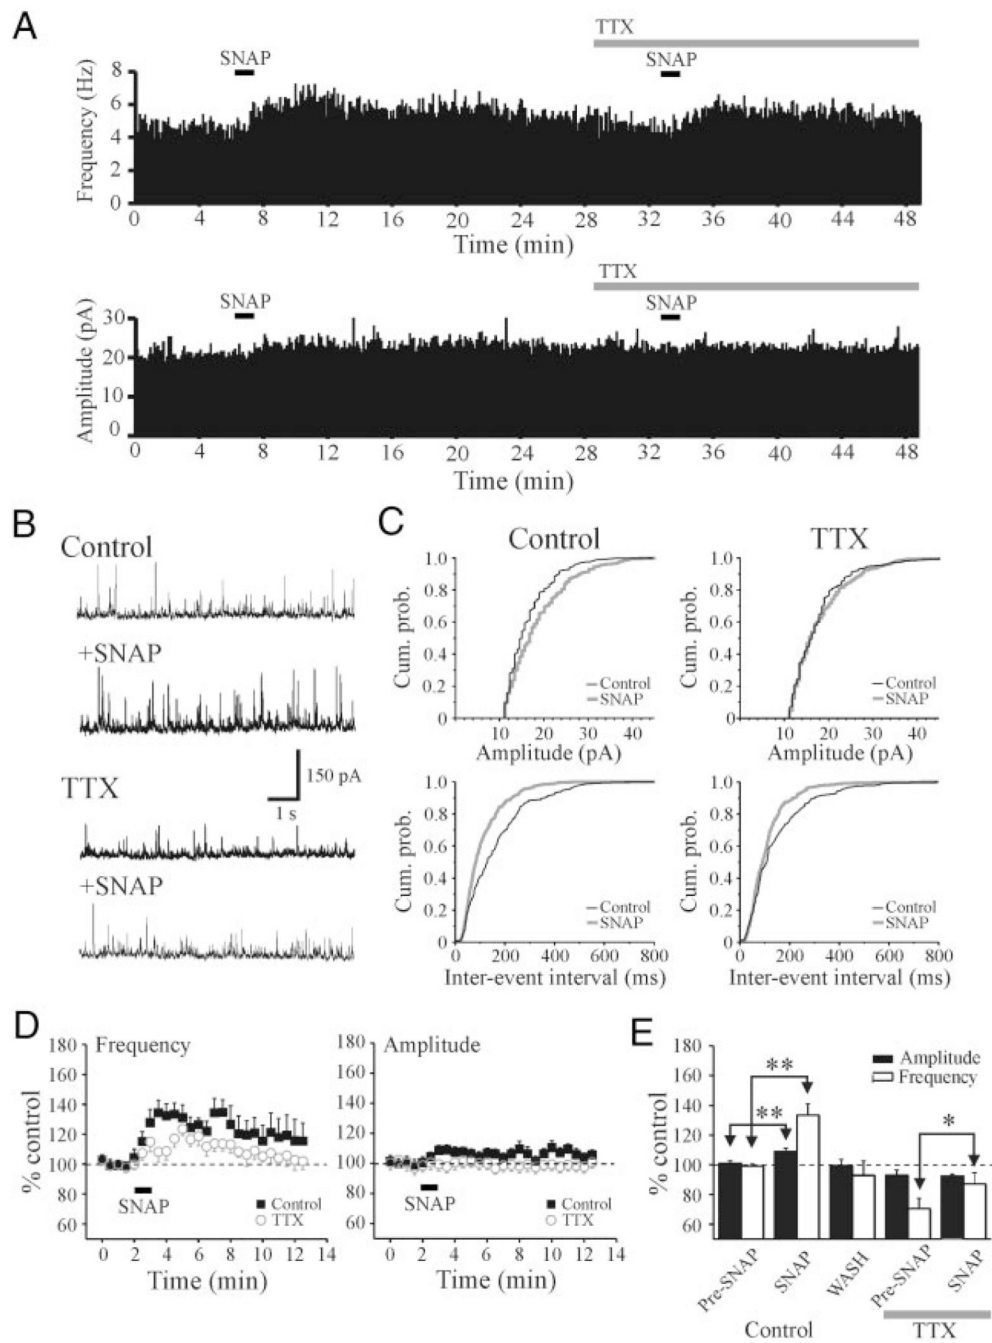 A
TTX
SNAP
SNAP
Frequency (Hz)
8
6
4
2
0
0 4 8 12 16 20 24 28 32 36 40 44 48
Time (min)
TTX
SNAP
SNAP
Amplitude (pA)
30
20
10
0
0 4 8 12 16 20 24 28 32 36 40 44 48
Time (min)
B
Control
+SNAP
150 pA
1 s
TTX
+SNAP
C
Control
TTX
Cum. prob.
1.0
0.8
0.6
0.4
0.2
0
Control
SNAP
10 20 30 40
Amplitude (pA)
Cum. prob.
1.0
0.8
0.6
0.4
0.2
0
Control
SNAP
10 20 30 40
Amplitude (pA)
Cum. prob.
1.0
0.8
0.6
0.4
0.2
0
Control
SNAP
0 200 400 600 800
Inter-event interval (ms)
Cum. prob.
1.0
0.8
0.6
0.4
0.2
0
Control
SNAP
0 200 400 600 800
Inter-event interval (ms)
D
% control
180
160
140
120
100
80
60
Frequency
SNAP
Control
TTX
0 2 4 6 8 10 12 14
Time (min)
180
160
140
120
100
80
60
Amplitude
SNAP
Control
TTX
0 2 4 6 8 10 12 14
Time (min)
E
% control
180
160
140
120
100
80
60
Amplitude
Frequency
**
**
*
Pre-SNAP
SNAP
WASH
Pre-SNAP
SNAP
Control
TTX